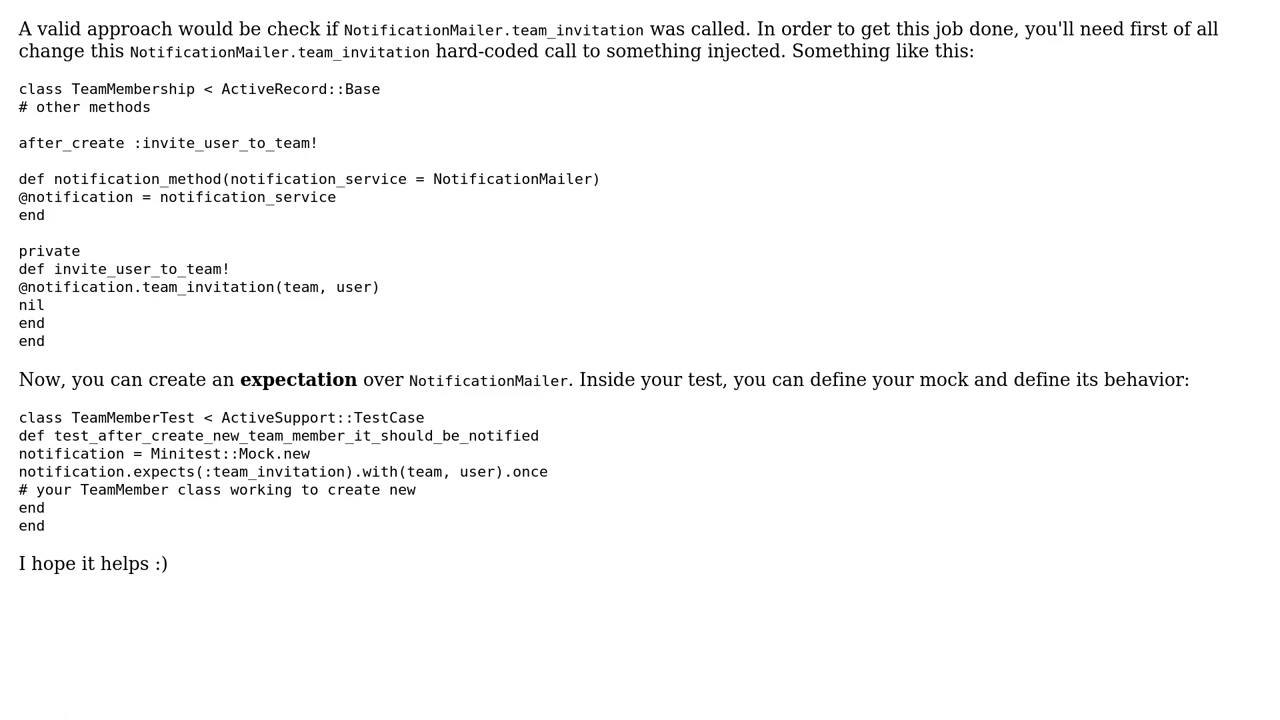 A valid approach would be check if NotificationMailer.team_invitation was called. In order to get this job done, you'll need first of all
change this NotificationMailer.team_invitation hard-coded call to something injected. Something like this:
class TeamMembership < ActiveRecord::Base
# other methods
after_create :invite_user_to_team!
def notification_method(notification_service = NotificationMailer)
@notification = notification_service
end
private
def invite_user_to_team!
@notification.team_invitation(team, user)
nil
end
end
Now, you can create an expectation over NotificationMailer. Inside your test, you can define your mock and define its behavior:
class TeamMemberTest < ActiveSupport::TestCase
def test_after_create_new_team_member_it_should_be_notified
notification = Minitest::Mock.new
notification.expects(:team_invitation).with(team, user).once
# your TeamMember class working to create new
end
end
I hope it helps :)